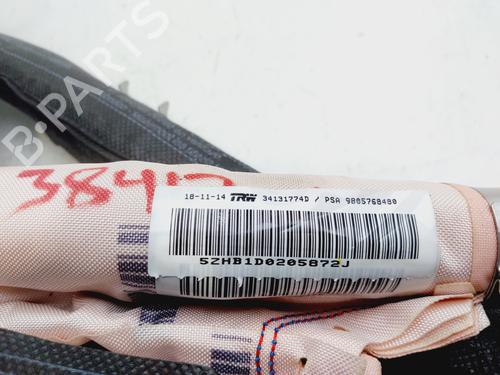 B-PARTS
38417
18-11-14 TRW 34131774D / PSA 9805768480
5ZHB1D0205872J